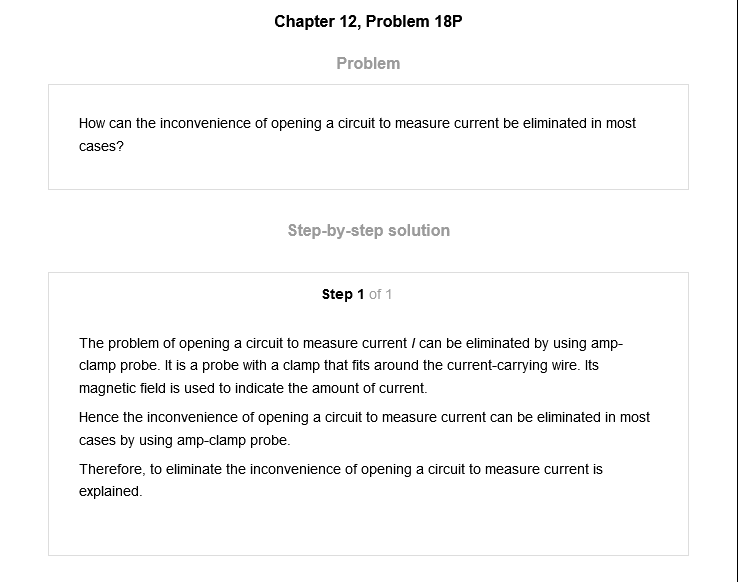 Chapter 12, Problem 18P
Problem
How can the inconvenience of opening a circuit to measure current be eliminated in most
cases?
Step-by-step solution
Step 1 of 1
The problem of opening a circuit to measure current I can be eliminated by using amp-
clamp probe. It is a probe with a clamp that fits around the current-carrying wire. Its
magnetic field is used to indicate the amount of current.
Hence the inconvenience of opening a circuit to measure current can be eliminated in most
cases by using amp-clamp probe.
Therefore, to eliminate the inconvenience of opening a circuit to measure current is
explained.